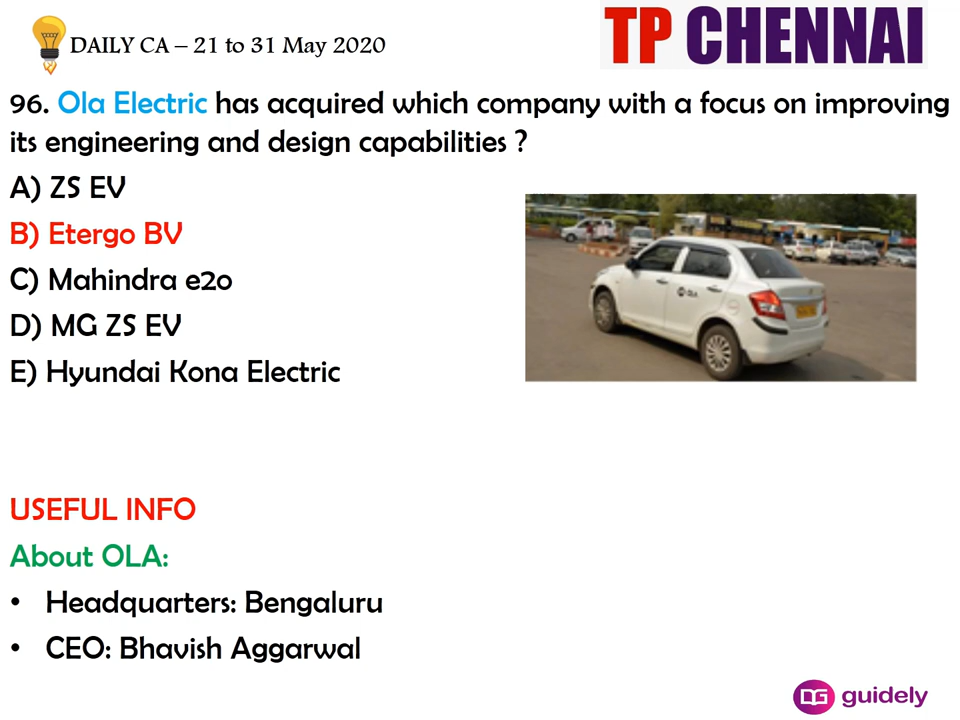 DAILY CA – 21 to 31 May 2020
TP CHENNAI
96. Ola Electric has acquired which company with a focus on improving
its engineering and design capabilities ?
A) ZS EV
B) Etergo BV
C) Mahindra e2o
D) MG ZS EV
E) Hyundai Kona Electric
OLA
USEFUL INFO
About OLA:
• Headquarters: Bengaluru
• CEO: Bhavish Aggarwal
guidely